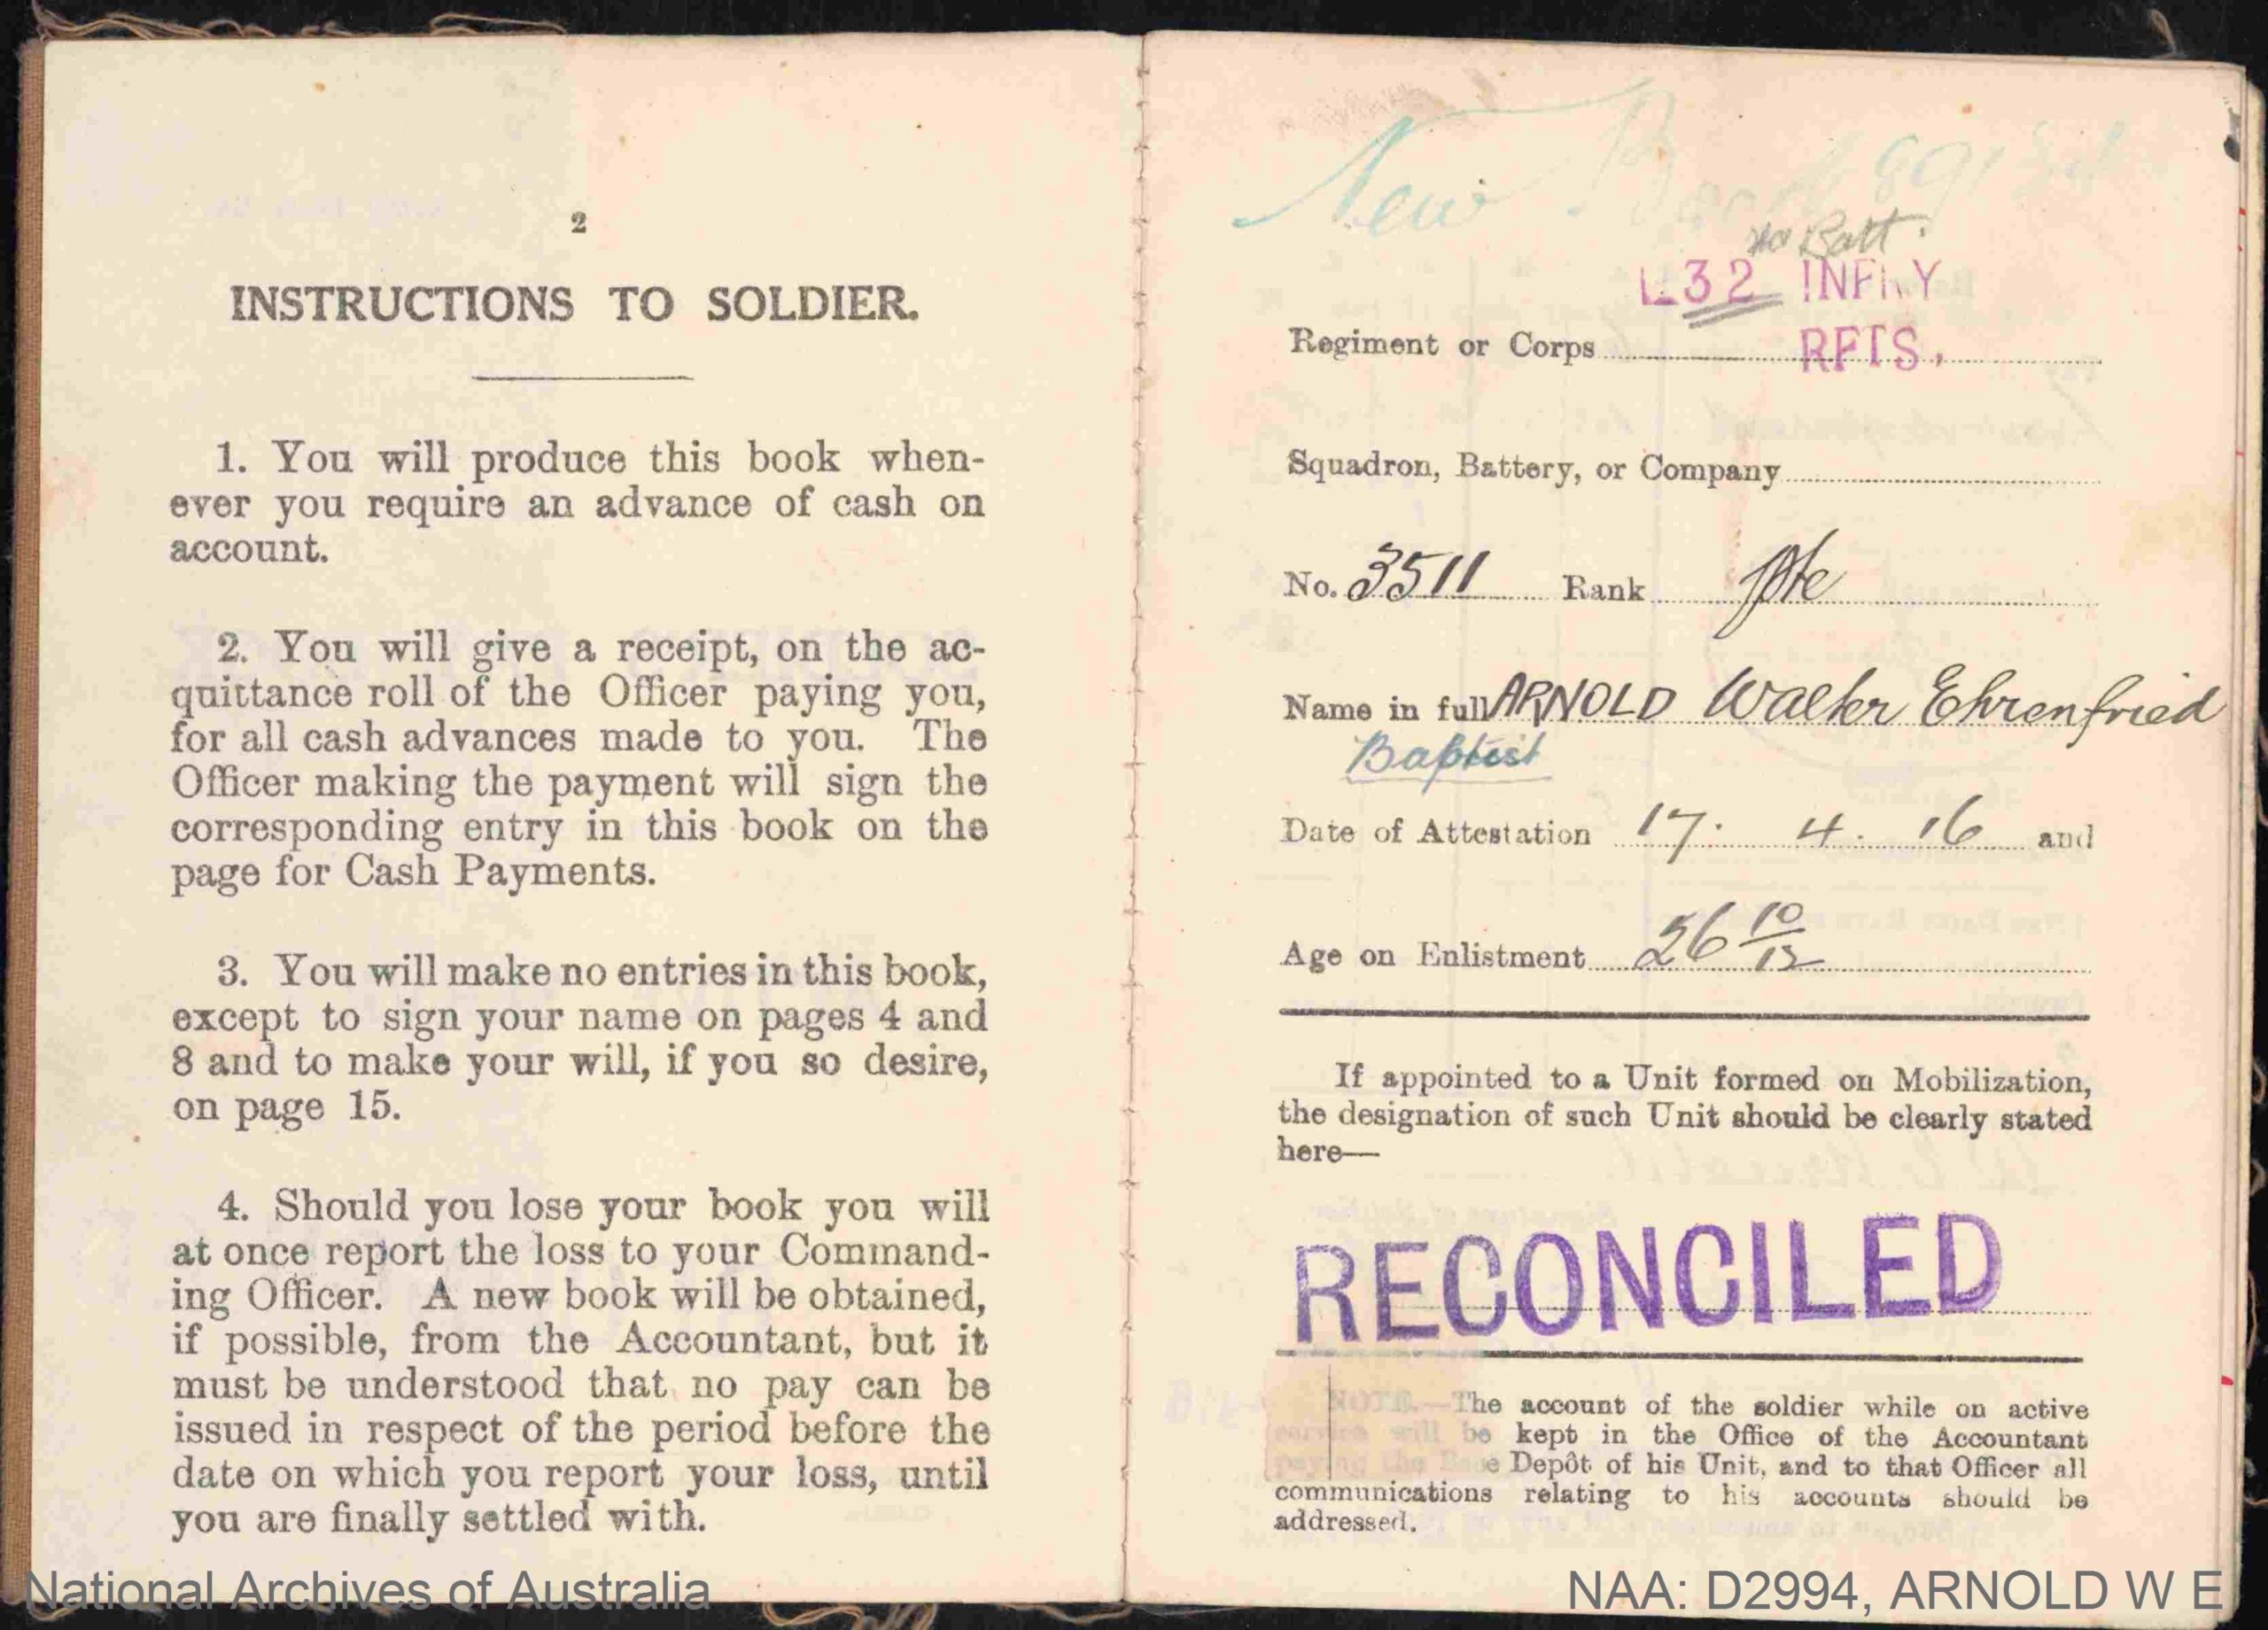 2
INSTRUCTIONS TO SOLDIER.
1. You will produce this book when-
ever you require an advance of cash on
account.
2. You will give a receipt, on the ac-
quittance roll of the Officer paying you,
for all cash advances made to you. The
Officer making the payment will sign the
corresponding entry in this book on the
page for Cash Payments.
3. You will make no entries in this book,
except to sign your name on pages 4 and
8 and to make your will, if you so desire,
on page 15.
4. Should you lose your book you will
at once report the loss to your Command-
ing Officer. A new book will be obtained,
if possible, from the Accountant, but it
must be understood that no pay can be
issued in respect of the period before the
date on which you report your loss, until
you are finally settled with.
New
Batt.
32 INFRY
Regiment or Corps RFTS.
Squadron, Battery, or Company
No. 3511 Rank Pte
Name in full ARNOLD Walter Ehrenfried
Baptist
Date of Attestation 17. 4. 16 and
Age on Enlistment 26 10/12
If appointed to a Unit formed on Mobilization,
the designation of such Unit should be clearly stated
here—
RECONCILED
NOTE.—The account of the soldier while on active
service will be kept in the Office of the Accountant
paying the Base Depôt of his Unit, and to that Officer all
communications relating to his accounts should be
addressed.
National Archives of Australia
NAA: D2994, ARNOLD W E